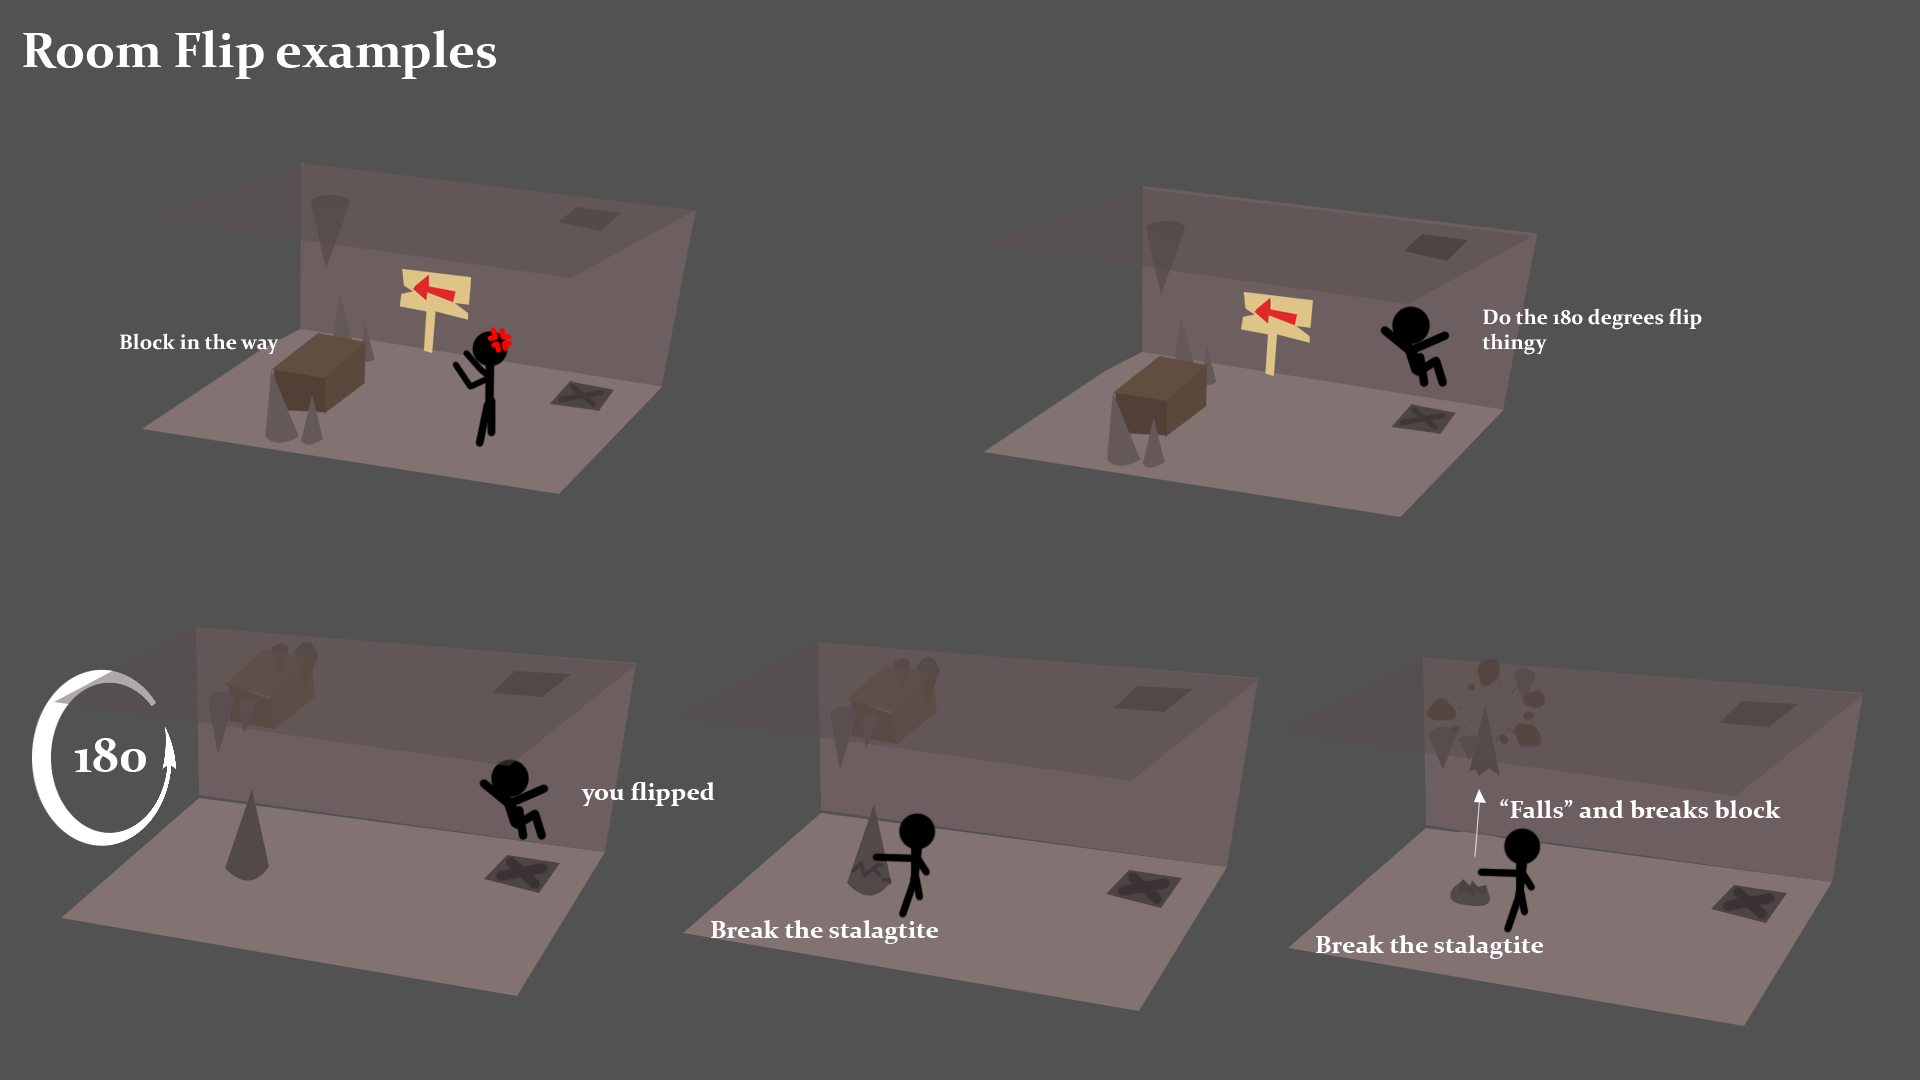 Room Flip examples
Block in the way
Do the 180 degrees flip
thingy
180
you flipped
Break the stalagtite
“Falls” and breaks block
Break the stalagtite